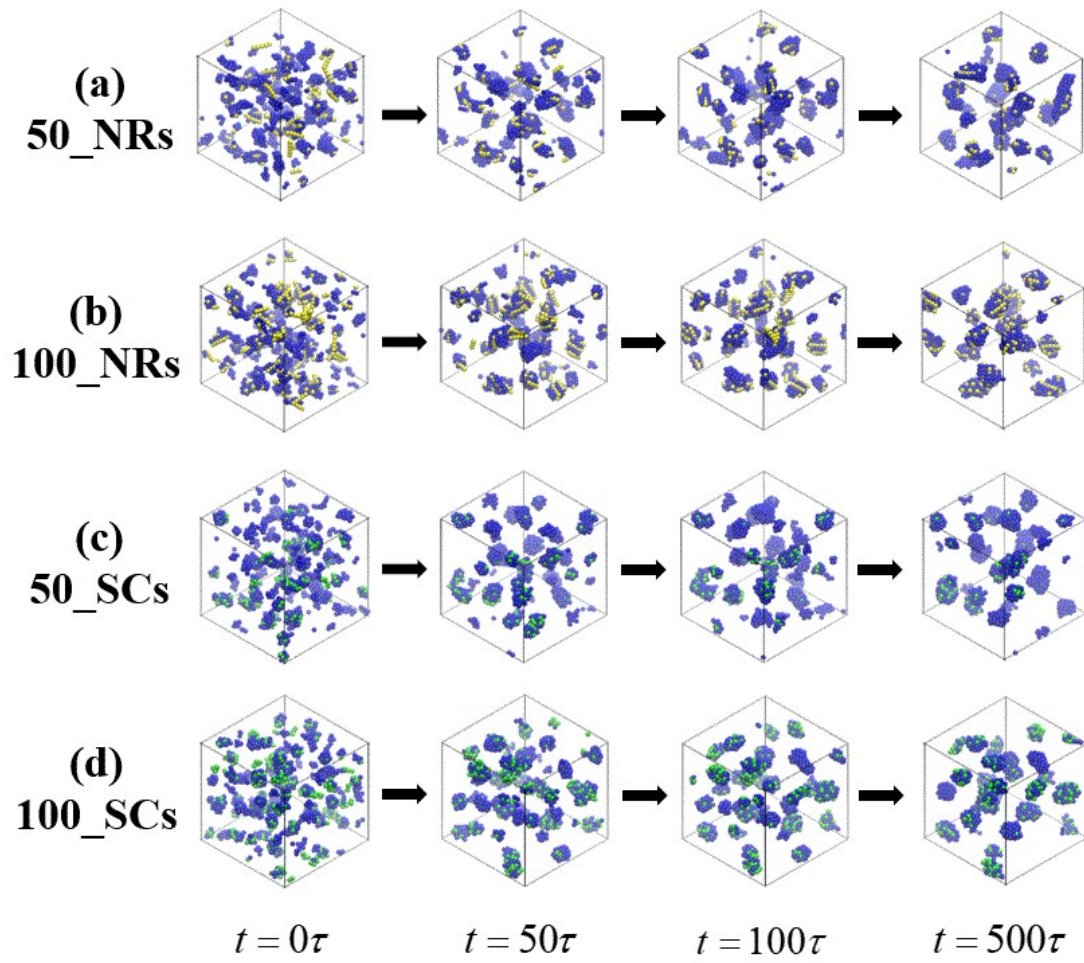 (a)
50_NRs
(b)
100_NRs
(c)
50_SCs
(d)
100_SCs
t = 0τ t = 50τ t = 100τ t = 500τ